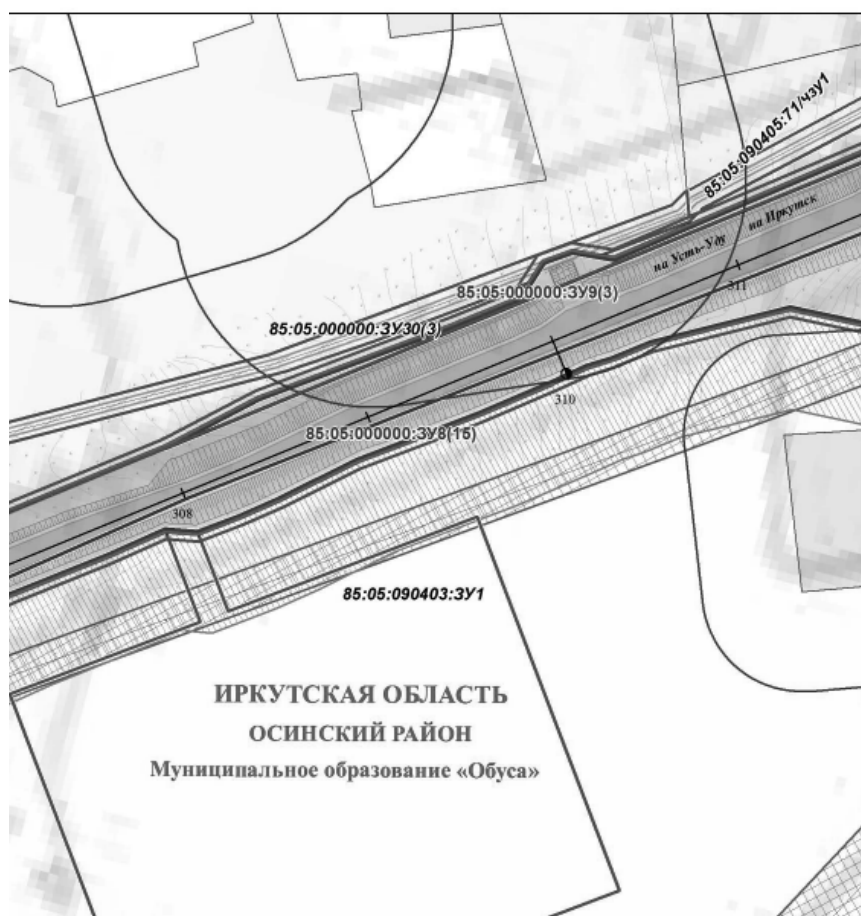 85:05:090405:71/чзу1
на Усть-Уду
на Иркутск
85:05:000000:ЗУ9(3)
311
85:05:000000:ЗУ30(3)
310
85:05:000000:ЗУ8(15)
308
85:05:090403:ЗУ1
ИРКУТСКАЯ ОБЛАСТЬ
ОСИНСКИЙ РАЙОН
Муниципальное образование «Обуса»